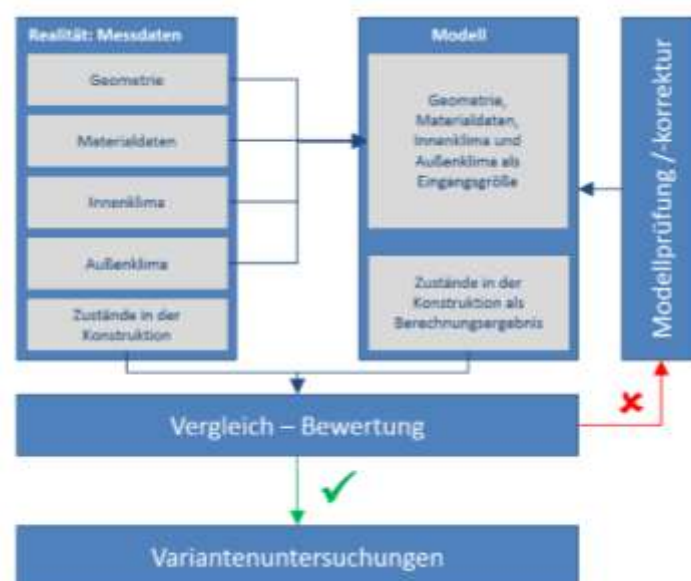 Realität: Messdaten
Geometrie
Materialdaten
Innenklima
Außenklima
Zustände in der
Konstruktion
Modell
Geometrie,
Materialdaten,
Innenklima und
Außenklima als
Eingangsgröße
Zustände in der
Konstruktion als
Berechnungsergebnis
Modellprüfung /-korrektur
Vergleich – Bewertung
Variantenuntersuchungen